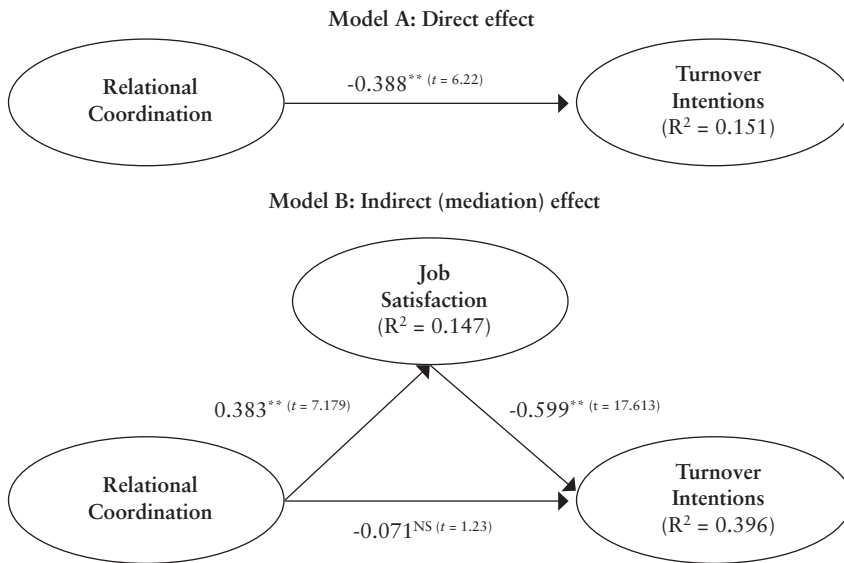 Model A: Direct effect
Relational
Coordination
-0.388** (t = 6.22)
Turnover
Intentions
(R² = 0.151)
Model B: Indirect (mediation) effect
Job
Satisfaction
(R² = 0.147)
0.383** (t = 7.179)
-0.599** (t = 17.613)
Relational
Coordination
-0.071NS (t = 1.23)
Turnover
Intentions
(R² = 0.396)